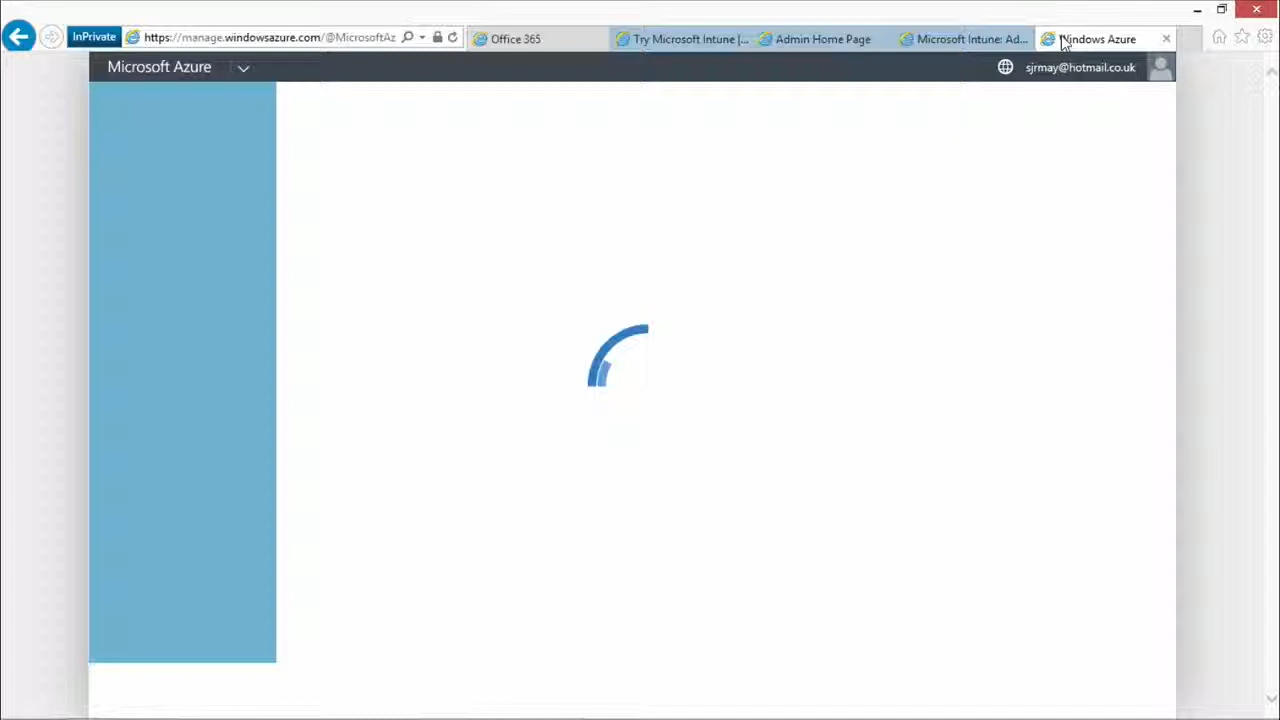 InPrivate
https://manage.windowsazure.com/@MicrosoftAz
Office 365
Try Microsoft Intune |...
Admin Home Page
Microsoft Intune: Ad...
Windows Azure
Microsoft Azure
sjrmay@hotmail.co.uk